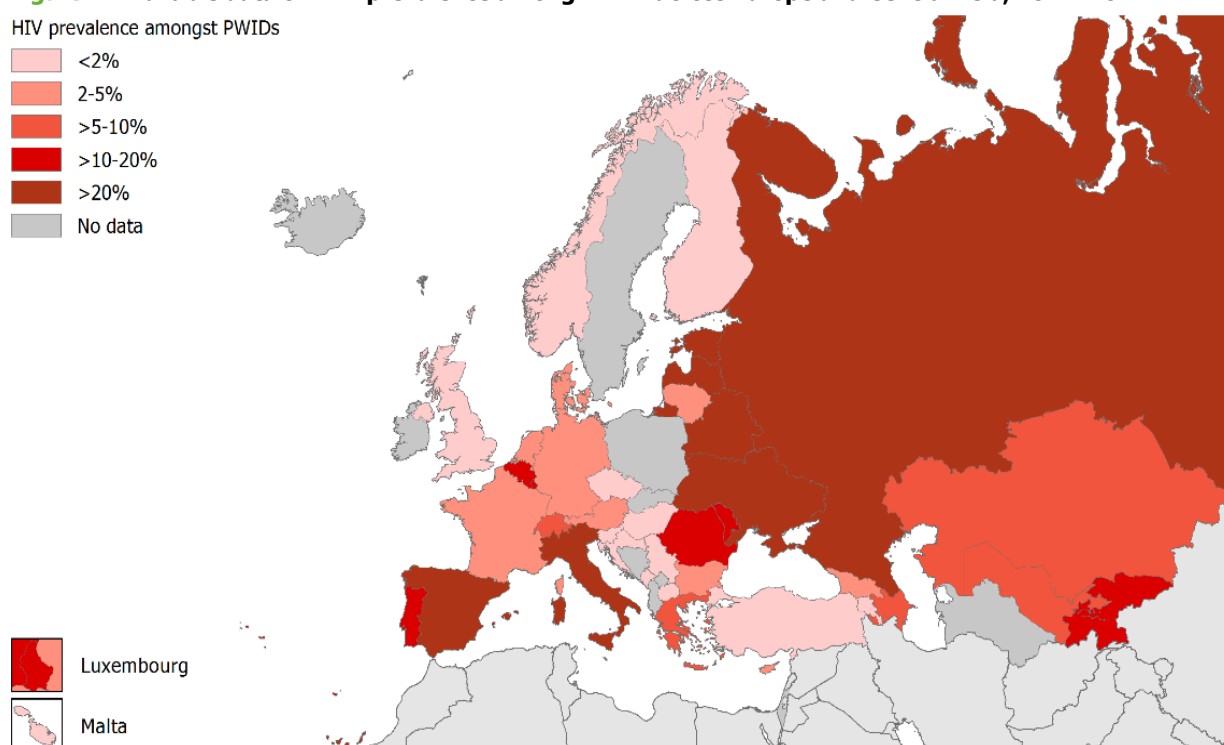 HIV prevalence amongst PWIDs
<2%
2-5%
>5-10%
>10-20%
>20%
No data
Luxembourg
Malta